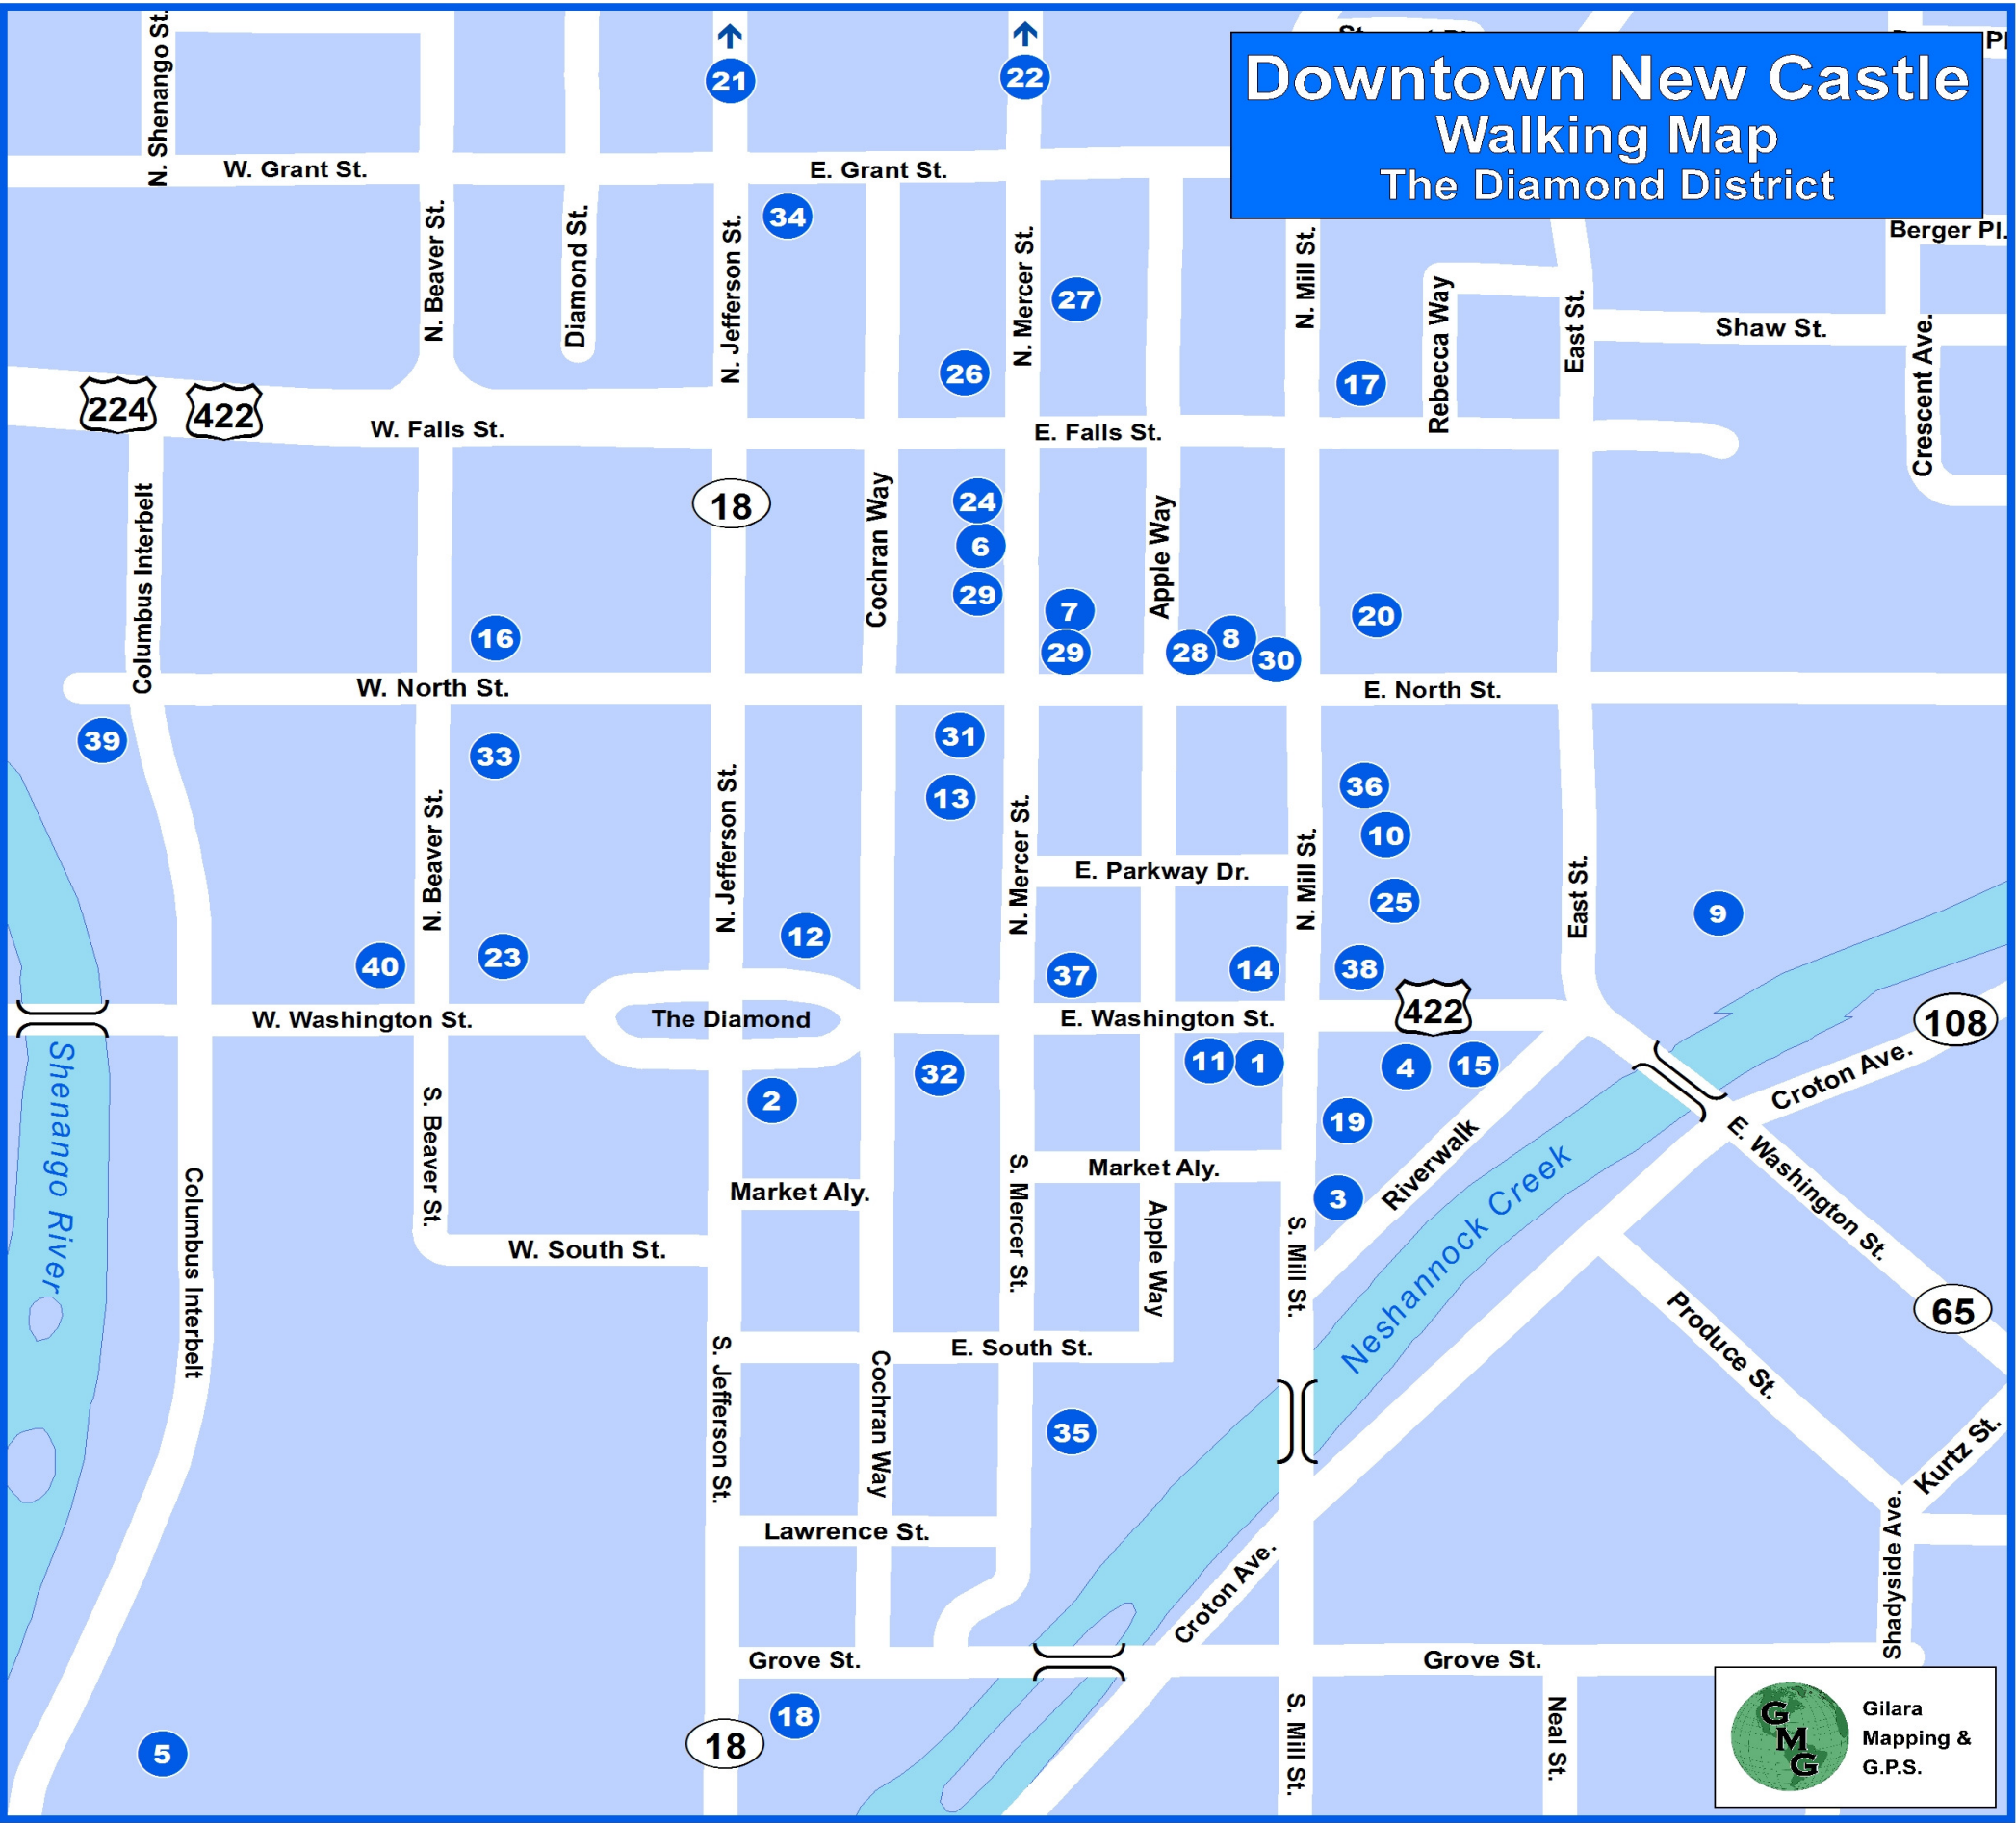 Downtown New Castle
Walking Map
The Diamond District
N. Shenango St.
21
22
Pl
W. Grant St.
E. Grant St.
34
N. Beaver St.
Diamond St.
N. Jefferson St.
N. Mercer St.
N. Mill St.
Berger Pl.
27
Rebecca Way
East St.
Shaw St.
Crescent Ave.
26
17
224
422
W. Falls St.
E. Falls St.
18
Columbus Interbelt
Cochran Way
Apple Way
24
6
29
7
29
28
8
30
20
16
W. North St.
E. North St.
39
33
31
13
36
10
25
N. Beaver St.
N. Jefferson St.
N. Mercer St.
E. Parkway Dr.
N. Mill St.
East St.
9
12
40
23
37
14
38
422
W. Washington St.
The Diamond
E. Washington St.
108
Croton Ave.
Shenango River
32
11
1
4
15
2
19
S. Beaver St.
Market Aly.
Market Aly.
3
Riverwalk
Neshannock Creek
E. Washington St.
Columbus Interbelt
W. South St.
S. Mercer St.
Apple Way
S. Mill St.
65
Produce St.
S. Jefferson St.
E. South St.
Cochran Way
35
Kurtz St.
Lawrence St.
Croton Ave.
Shadyside Ave.
Grove St.
Grove St.
18
18
5
S. Mill St.
Neal St.
GMG
Gilara
Mapping &
G.P.S.